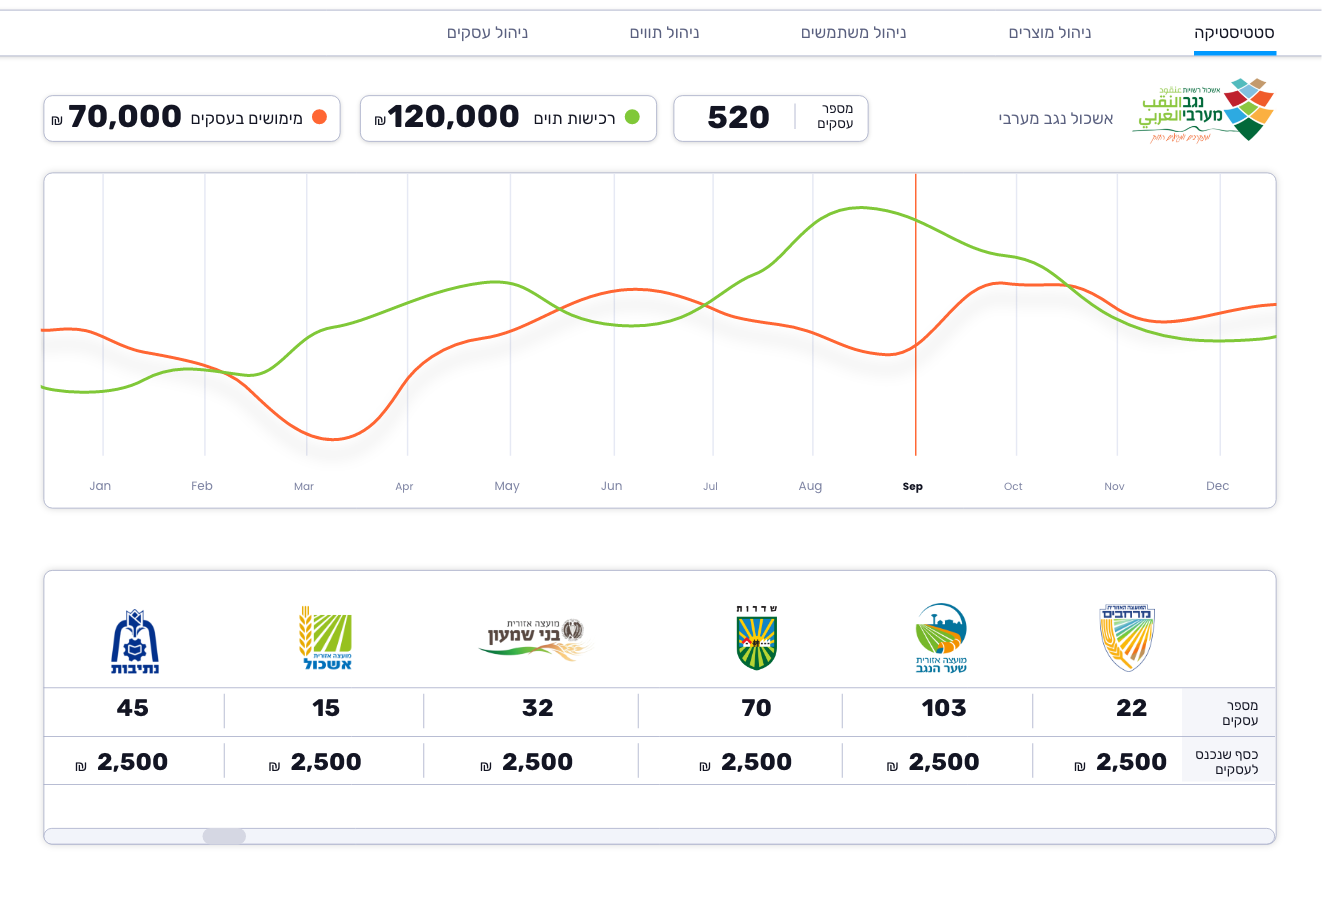 סטטיסטיקה
ניהול מוצרים
ניהול משתמשים
ניהול תווים
ניהול עסקים
אשכול רשויות عنقود
נגב النقب
מערבי الغربي
אשכול נגב מערבי
מספר
עסקים
520
רכישות תוים 120,000 ₪
מימושים בעסקים 70,000 ₪
Jan Feb Mar Apr May Jun Jul Aug Sep Oct Nov Dec
המועצה האזורית
מרחבים
מועצה אזורית
שער הנגב
שדרות
מועצה אזורית
בני שמעון
מועצה אזורית
אשכול
נתיבות
מספר
עסקים
22 103 70 32 15 45
כסף שנכנס
לעסקים
2,500 ₪ 2,500 ₪ 2,500 ₪ 2,500 ₪ 2,500 ₪ 2,500 ₪